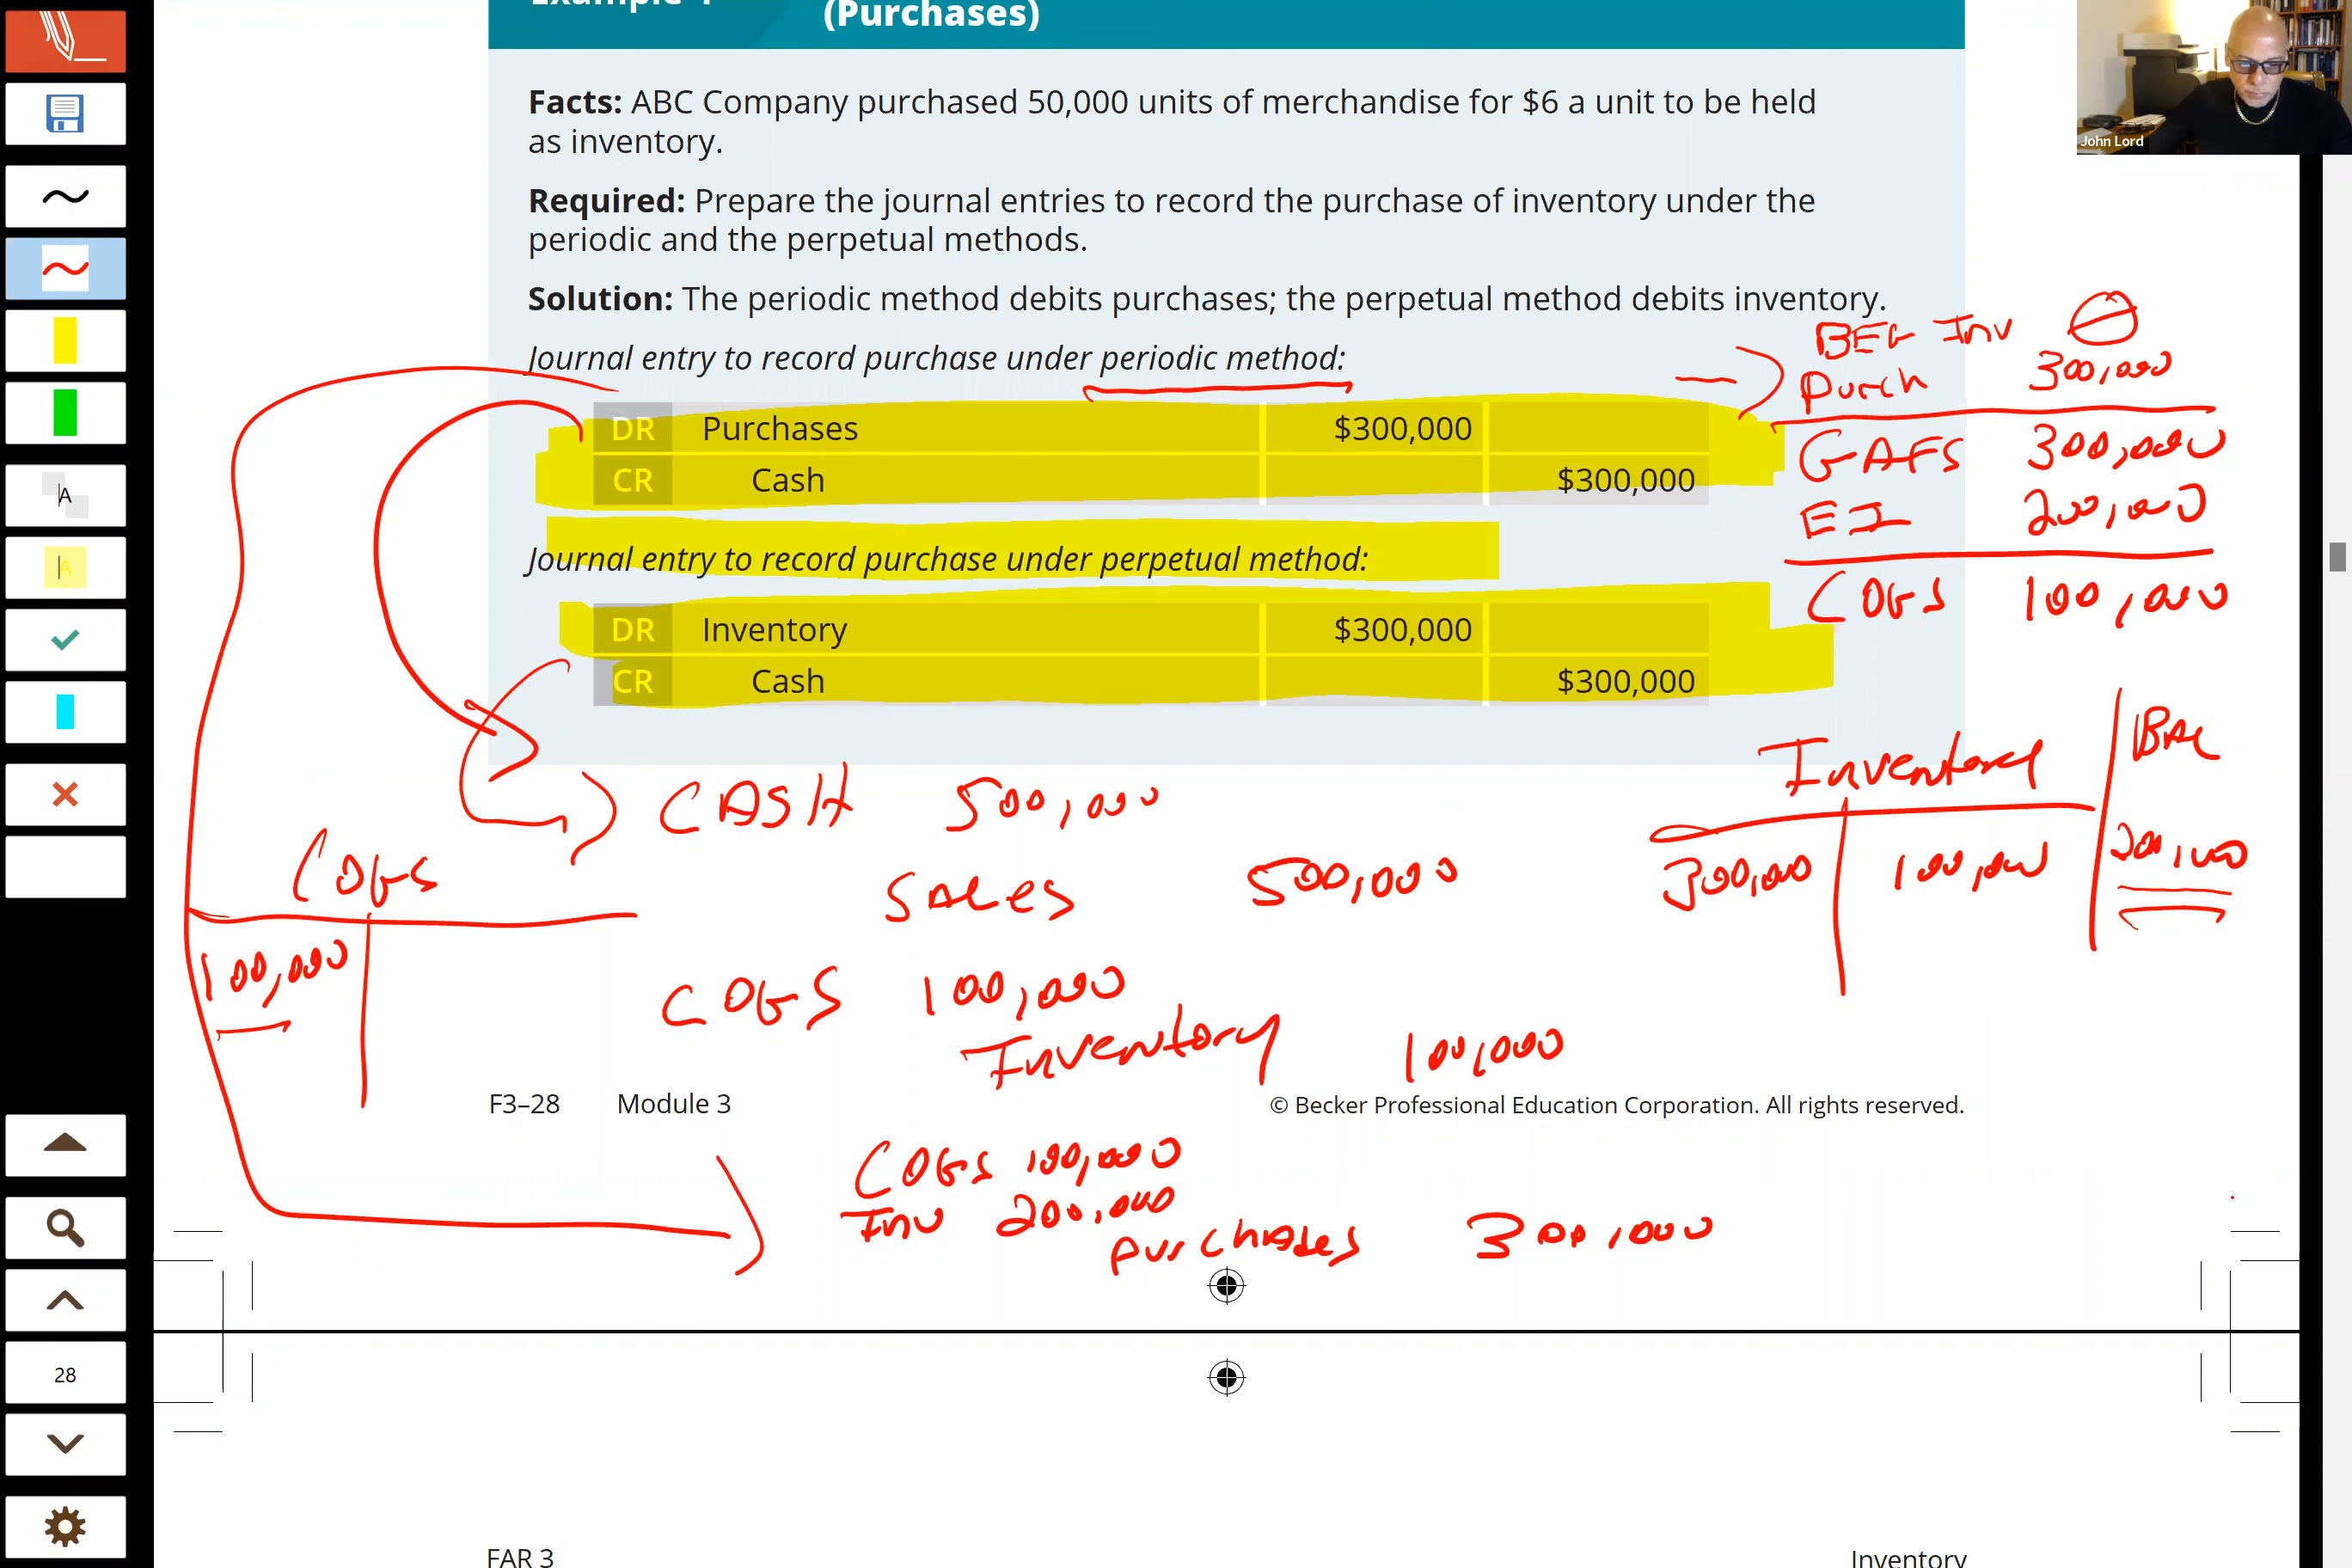 (Purchases)
John Lord
Facts: ABC Company purchased 50,000 units of merchandise for $6 a unit to be held
as inventory.
Required: Prepare the journal entries to record the purchase of inventory under the
periodic and the perpetual methods.
Solution: The periodic method debits purchases; the perpetual method debits inventory.
Journal entry to record purchase under periodic method:
DR Purchases $300,000
CR Cash $300,000
Journal entry to record purchase under perpetual method:
DR Inventory $300,000
CR Cash $300,000
BEG Inv
Purch 300,000
GAFS 300,000
EI 200,000
COGS 100,000
Inventory BAL
300,000 100,000 200,000
CASH 500,000
Sales 500,000
COGS
100,000
COGS 100,000
Inventory 100,000
F3–28 Module 3 © Becker Professional Education Corporation. All rights reserved.
COGS 100,000
Inv 200,000
Purchases 300,000
28
FAR 3 Inventory